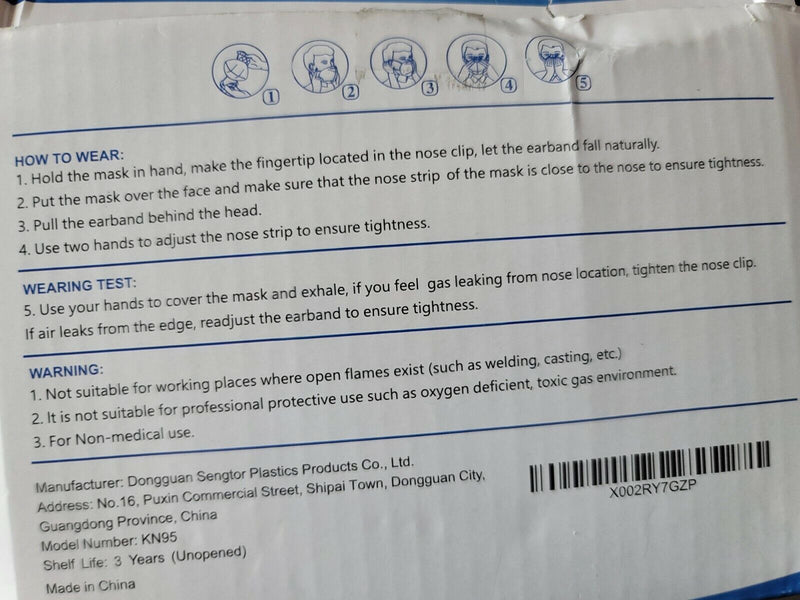 1 2 3 4 5
HOW TO WEAR:
1. Hold the mask in hand, make the fingertip located in the nose clip, let the earband fall naturally.
2. Put the mask over the face and make sure that the nose strip of the mask is close to the nose to ensure tightness.
3. Pull the earband behind the head.
4. Use two hands to adjust the nose strip to ensure tightness.
WEARING TEST:
5. Use your hands to cover the mask and exhale, if you feel gas leaking from nose location, tighten the nose clip.
If air leaks from the edge, readjust the earband to ensure tightness.
WARNING:
1. Not suitable for working places where open flames exist (such as welding, casting, etc.)
2. It is not suitable for professional protective use such as oxygen deficient, toxic gas environment.
3. For Non-medical use.
Manufacturer: Dongguan Sengtor Plastics Products Co., Ltd.
Address: No.16, Puxin Commercial Street, Shipai Town, Dongguan City,
Guangdong Province, China
Model Number: KN95
Shelf Life: 3 Years (Unopened)
Made in China
X002RY7GZP